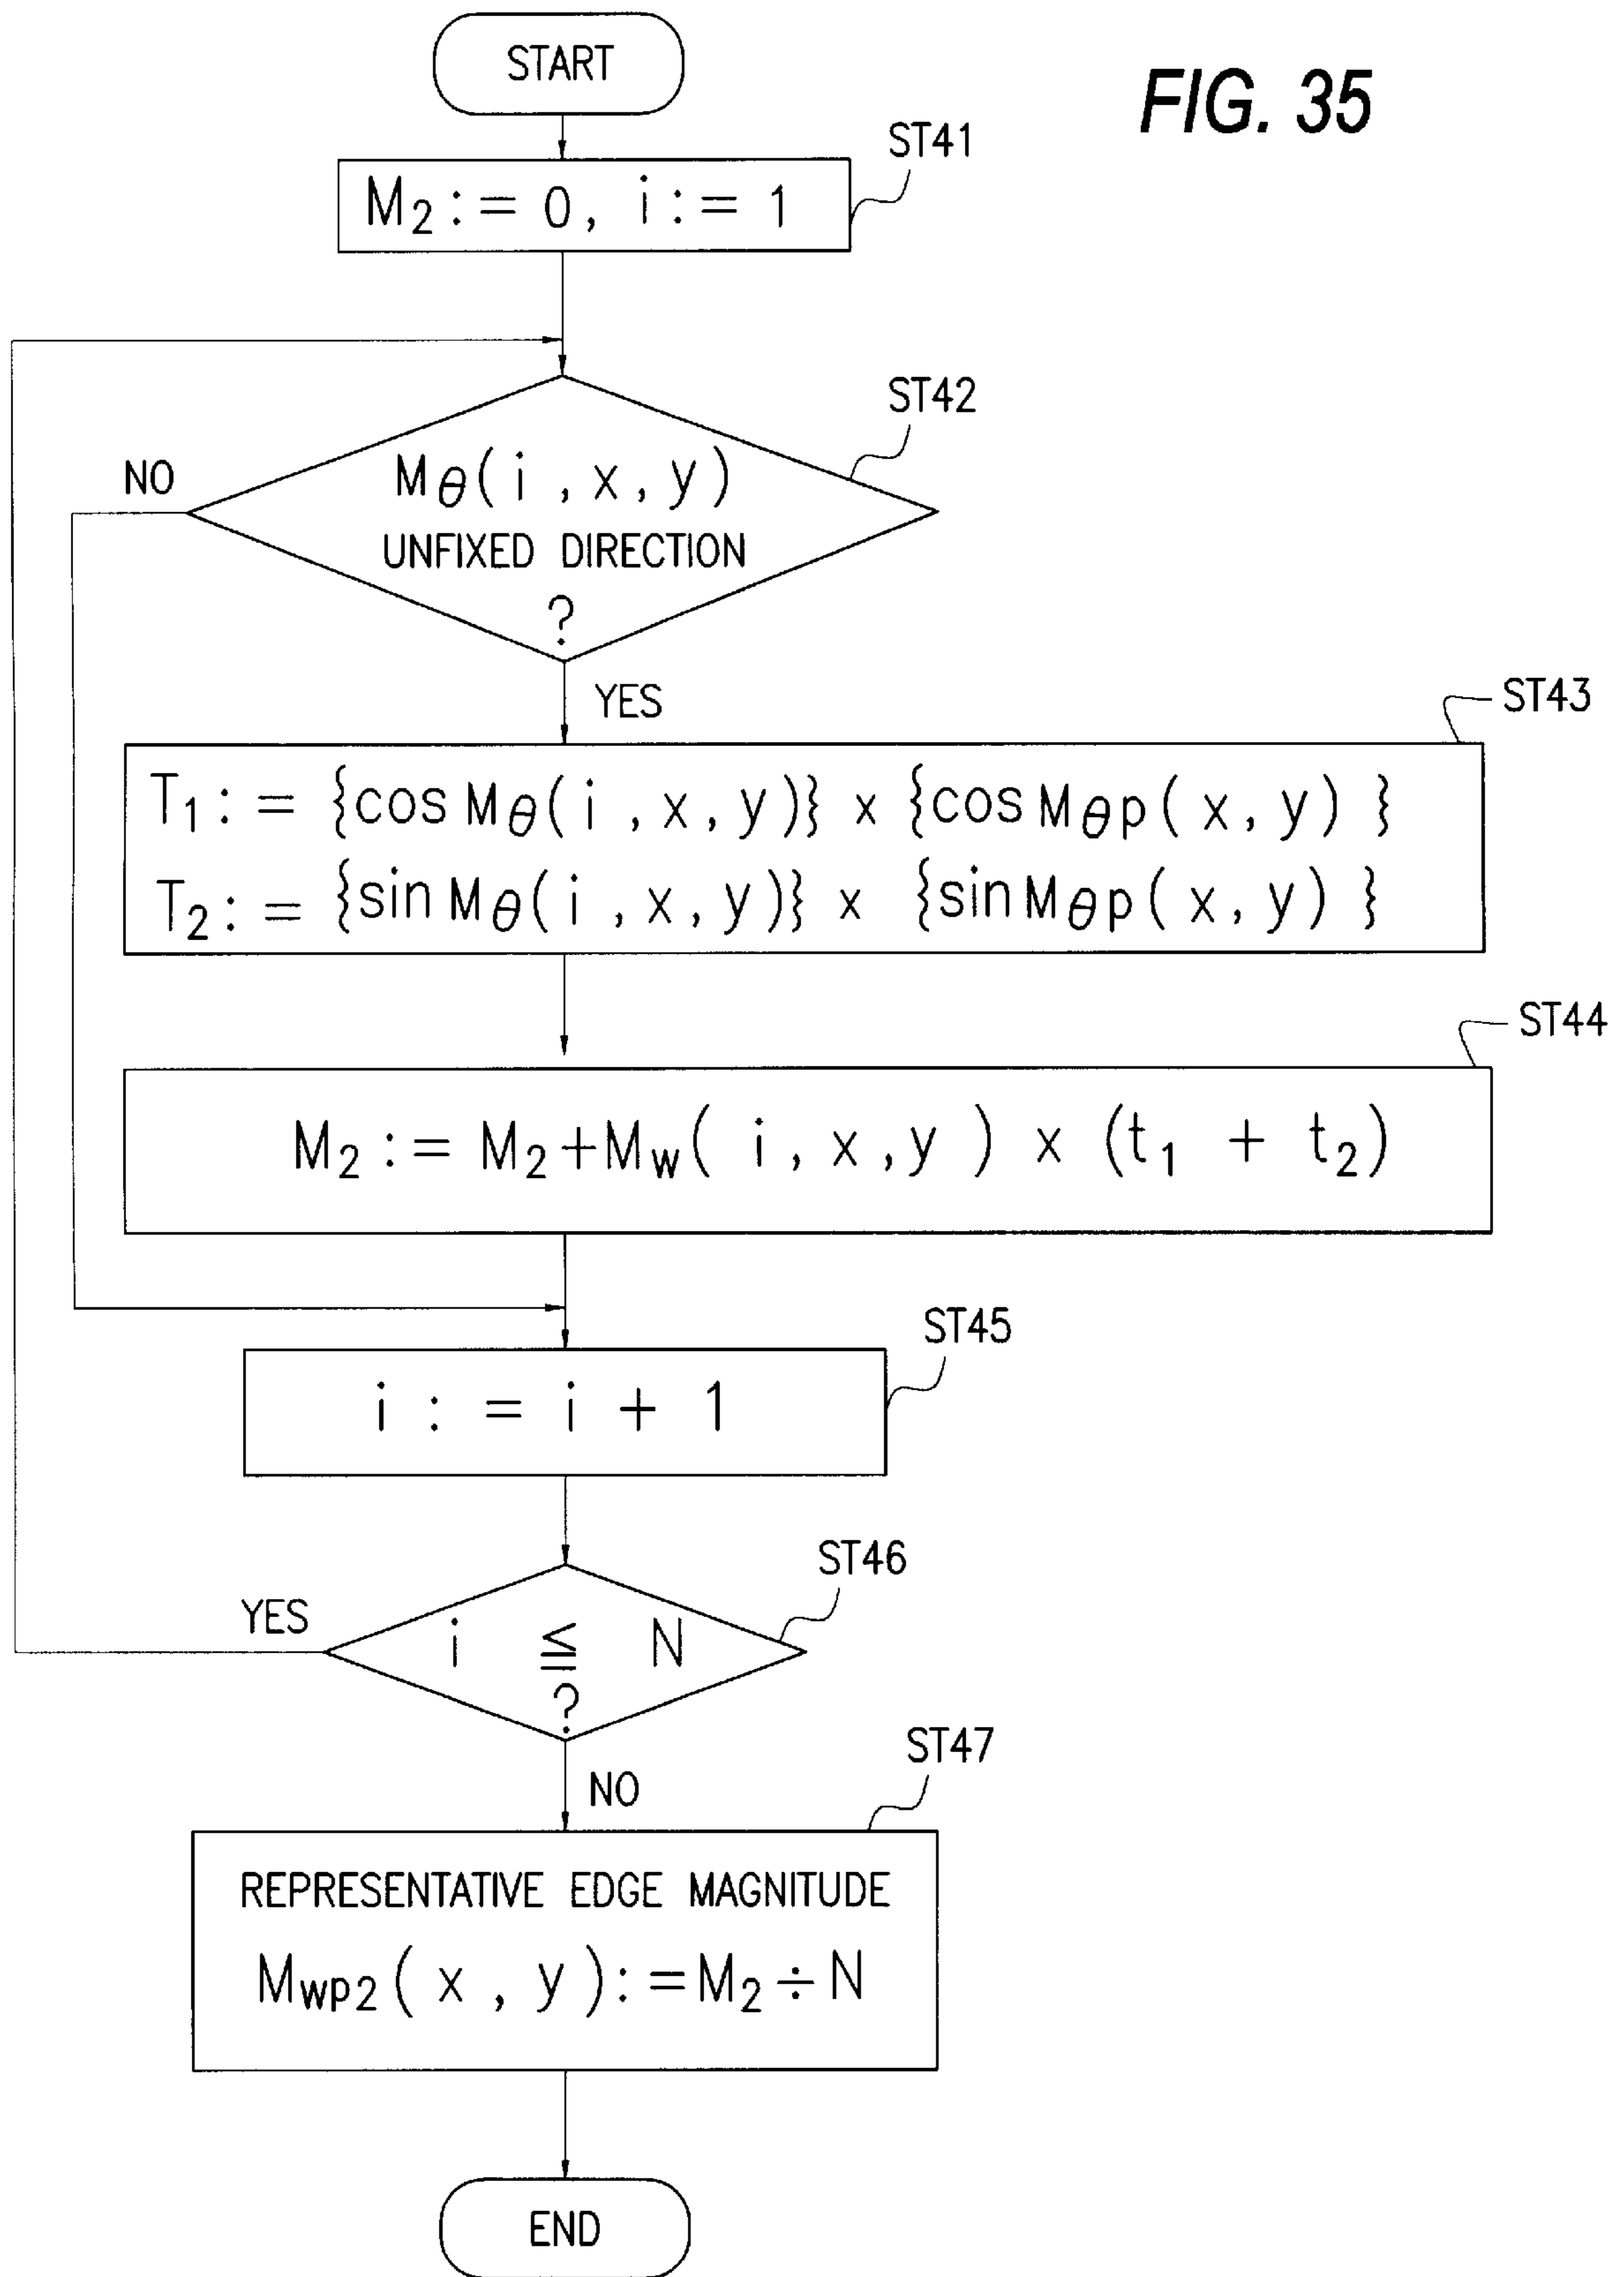 START
FIG. 35
ST41
M₂ := 0, i := 1
ST42
NO
Mθ(i , x, y)
UNFIXED DIRECTION
?
YES
ST43
T₁ := {cos Mθ(i , x, y)} x {cos Mθp( x, y) }
T₂ := {sin Mθ(i , x, y)} x {sin Mθp( x, y) }
ST44
M₂ := M₂+Mw( i, x, y ) x (t₁ + t₂)
ST45
i : = i + 1
ST46
YES
i ≦ N
?
ST47
NO
REPRESENTATIVE EDGE MAGNITUDE
Mwp2( x , y ):=M₂÷N
END